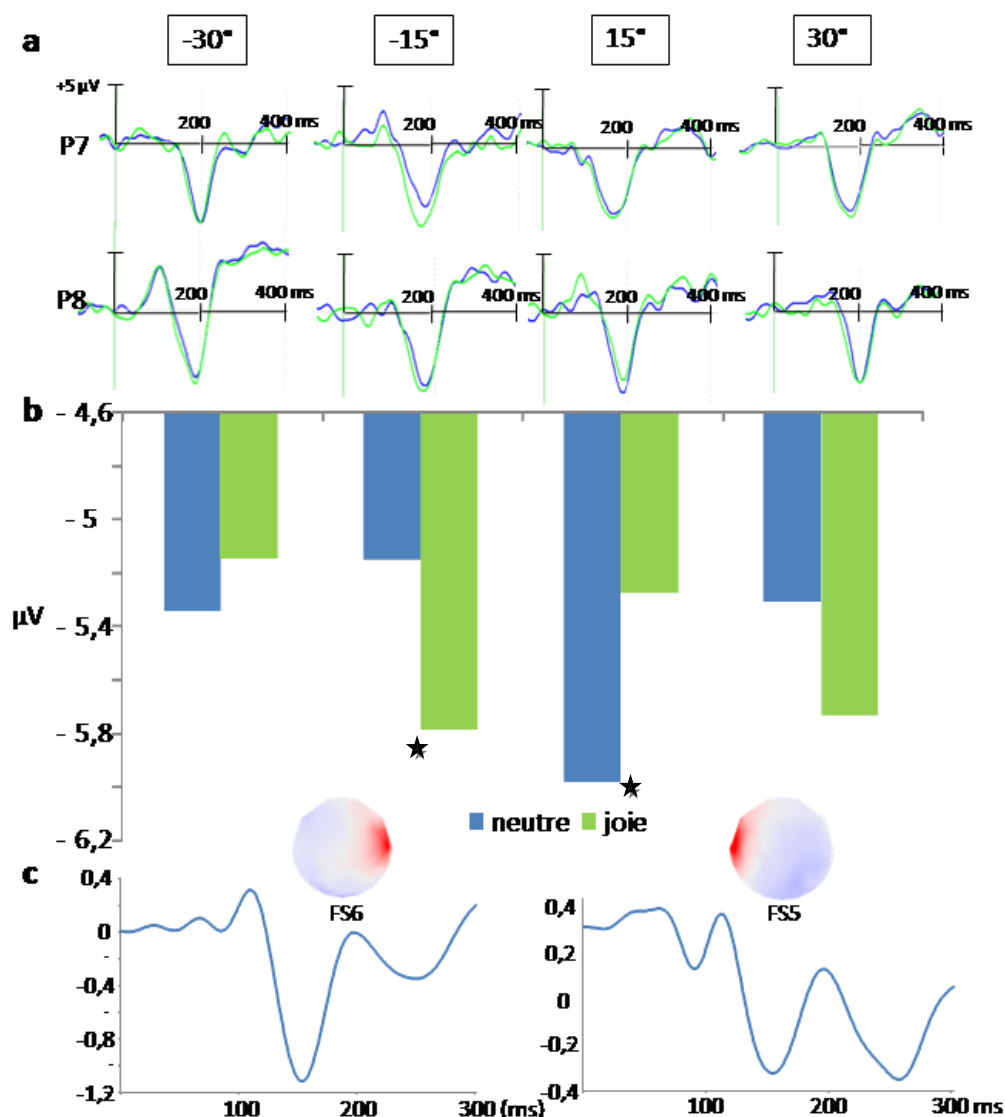 a
-30° -15° 15° 30°
+5 µV
200 400 ms 200 400 ms 200 400 ms 200 400 ms
P7
P8
200 400 ms 200 400 ms 200 400 ms 200 400 ms
b
- 4,6
- 5
µV
- 5,4
- 5,8
- 6,2
neutre joie
c
FS6 FS5
0,4
0
-0,4
-0,8
-1,2
100 200 300 (ms)
0,4
0,2
0
-0,2
-0,4
100 200 300 ms